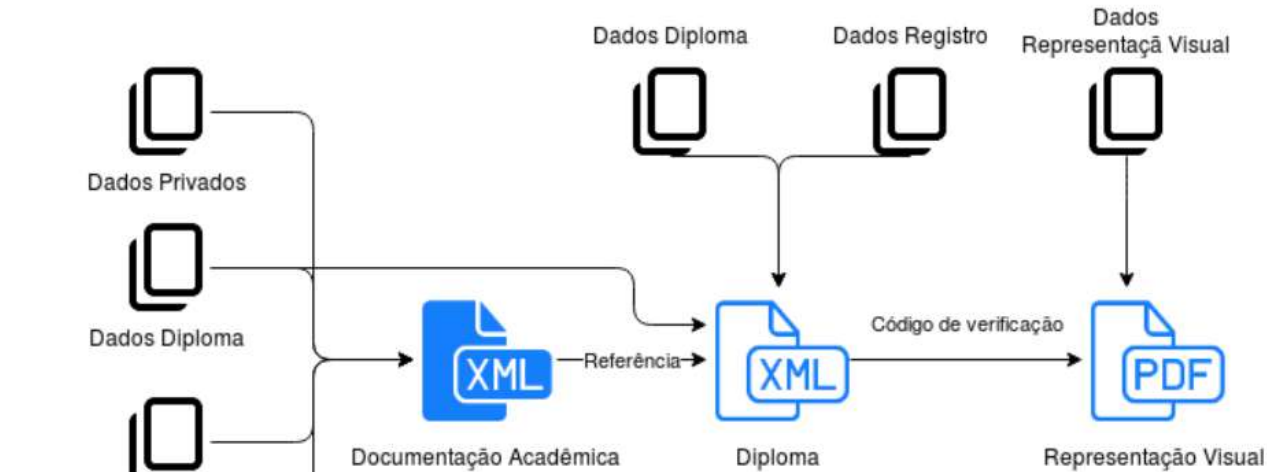 Dados
Dados Diploma
Dados Registro
Representaçã Visual
Dados Privados
Dados Diploma
Código de verificação
XML
Referência
XML
PDF
Documentação Acadêmica
Diploma
Representação Visual